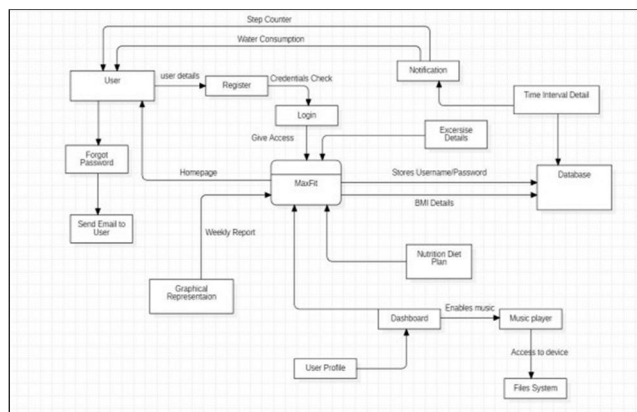 Step Counter
Water Consumption
Notification
User
user details
Register
Credentials Check
Time Interval Detail
Login
Give Access
Excersise
Details
Forgot
Password
Homepage
MaxFit
Stores Username/Password
Database
BMI Details
Send Email to
User
Weekly Report
Nutrition Diet
Plan
Graphical
Representaion
Dashboard
Enables music
Music player
Access to device
User Profile
Files System